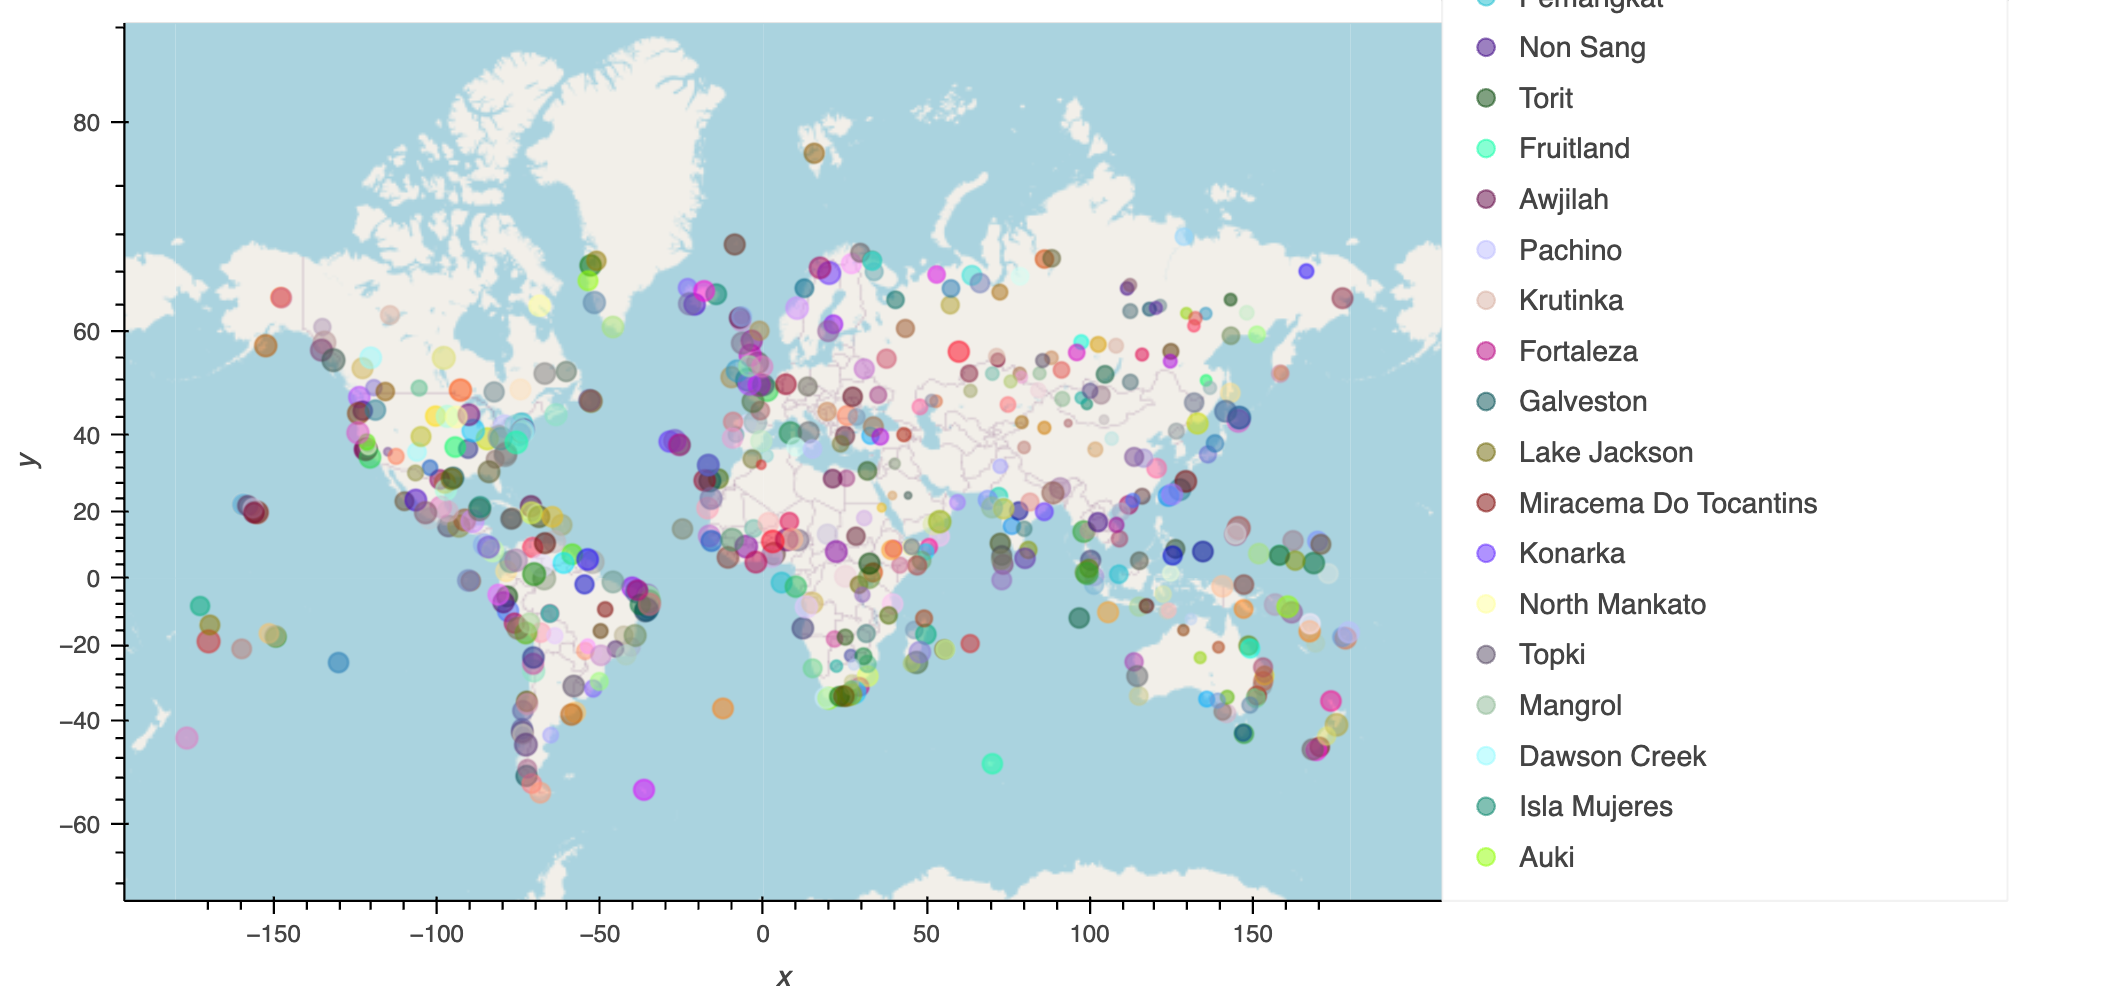 Pemangkat
Non Sang
Torit
Fruitland
Awjilah
Pachino
Krutinka
Fortaleza
Galveston
Lake Jackson
Miracema Do Tocantins
Konarka
North Mankato
Topki
Mangrol
Dawson Creek
Isla Mujeres
Auki
80
60
40
20
0
−20
−40
−60
y
−150
−100
−50
0
50
100
150
x